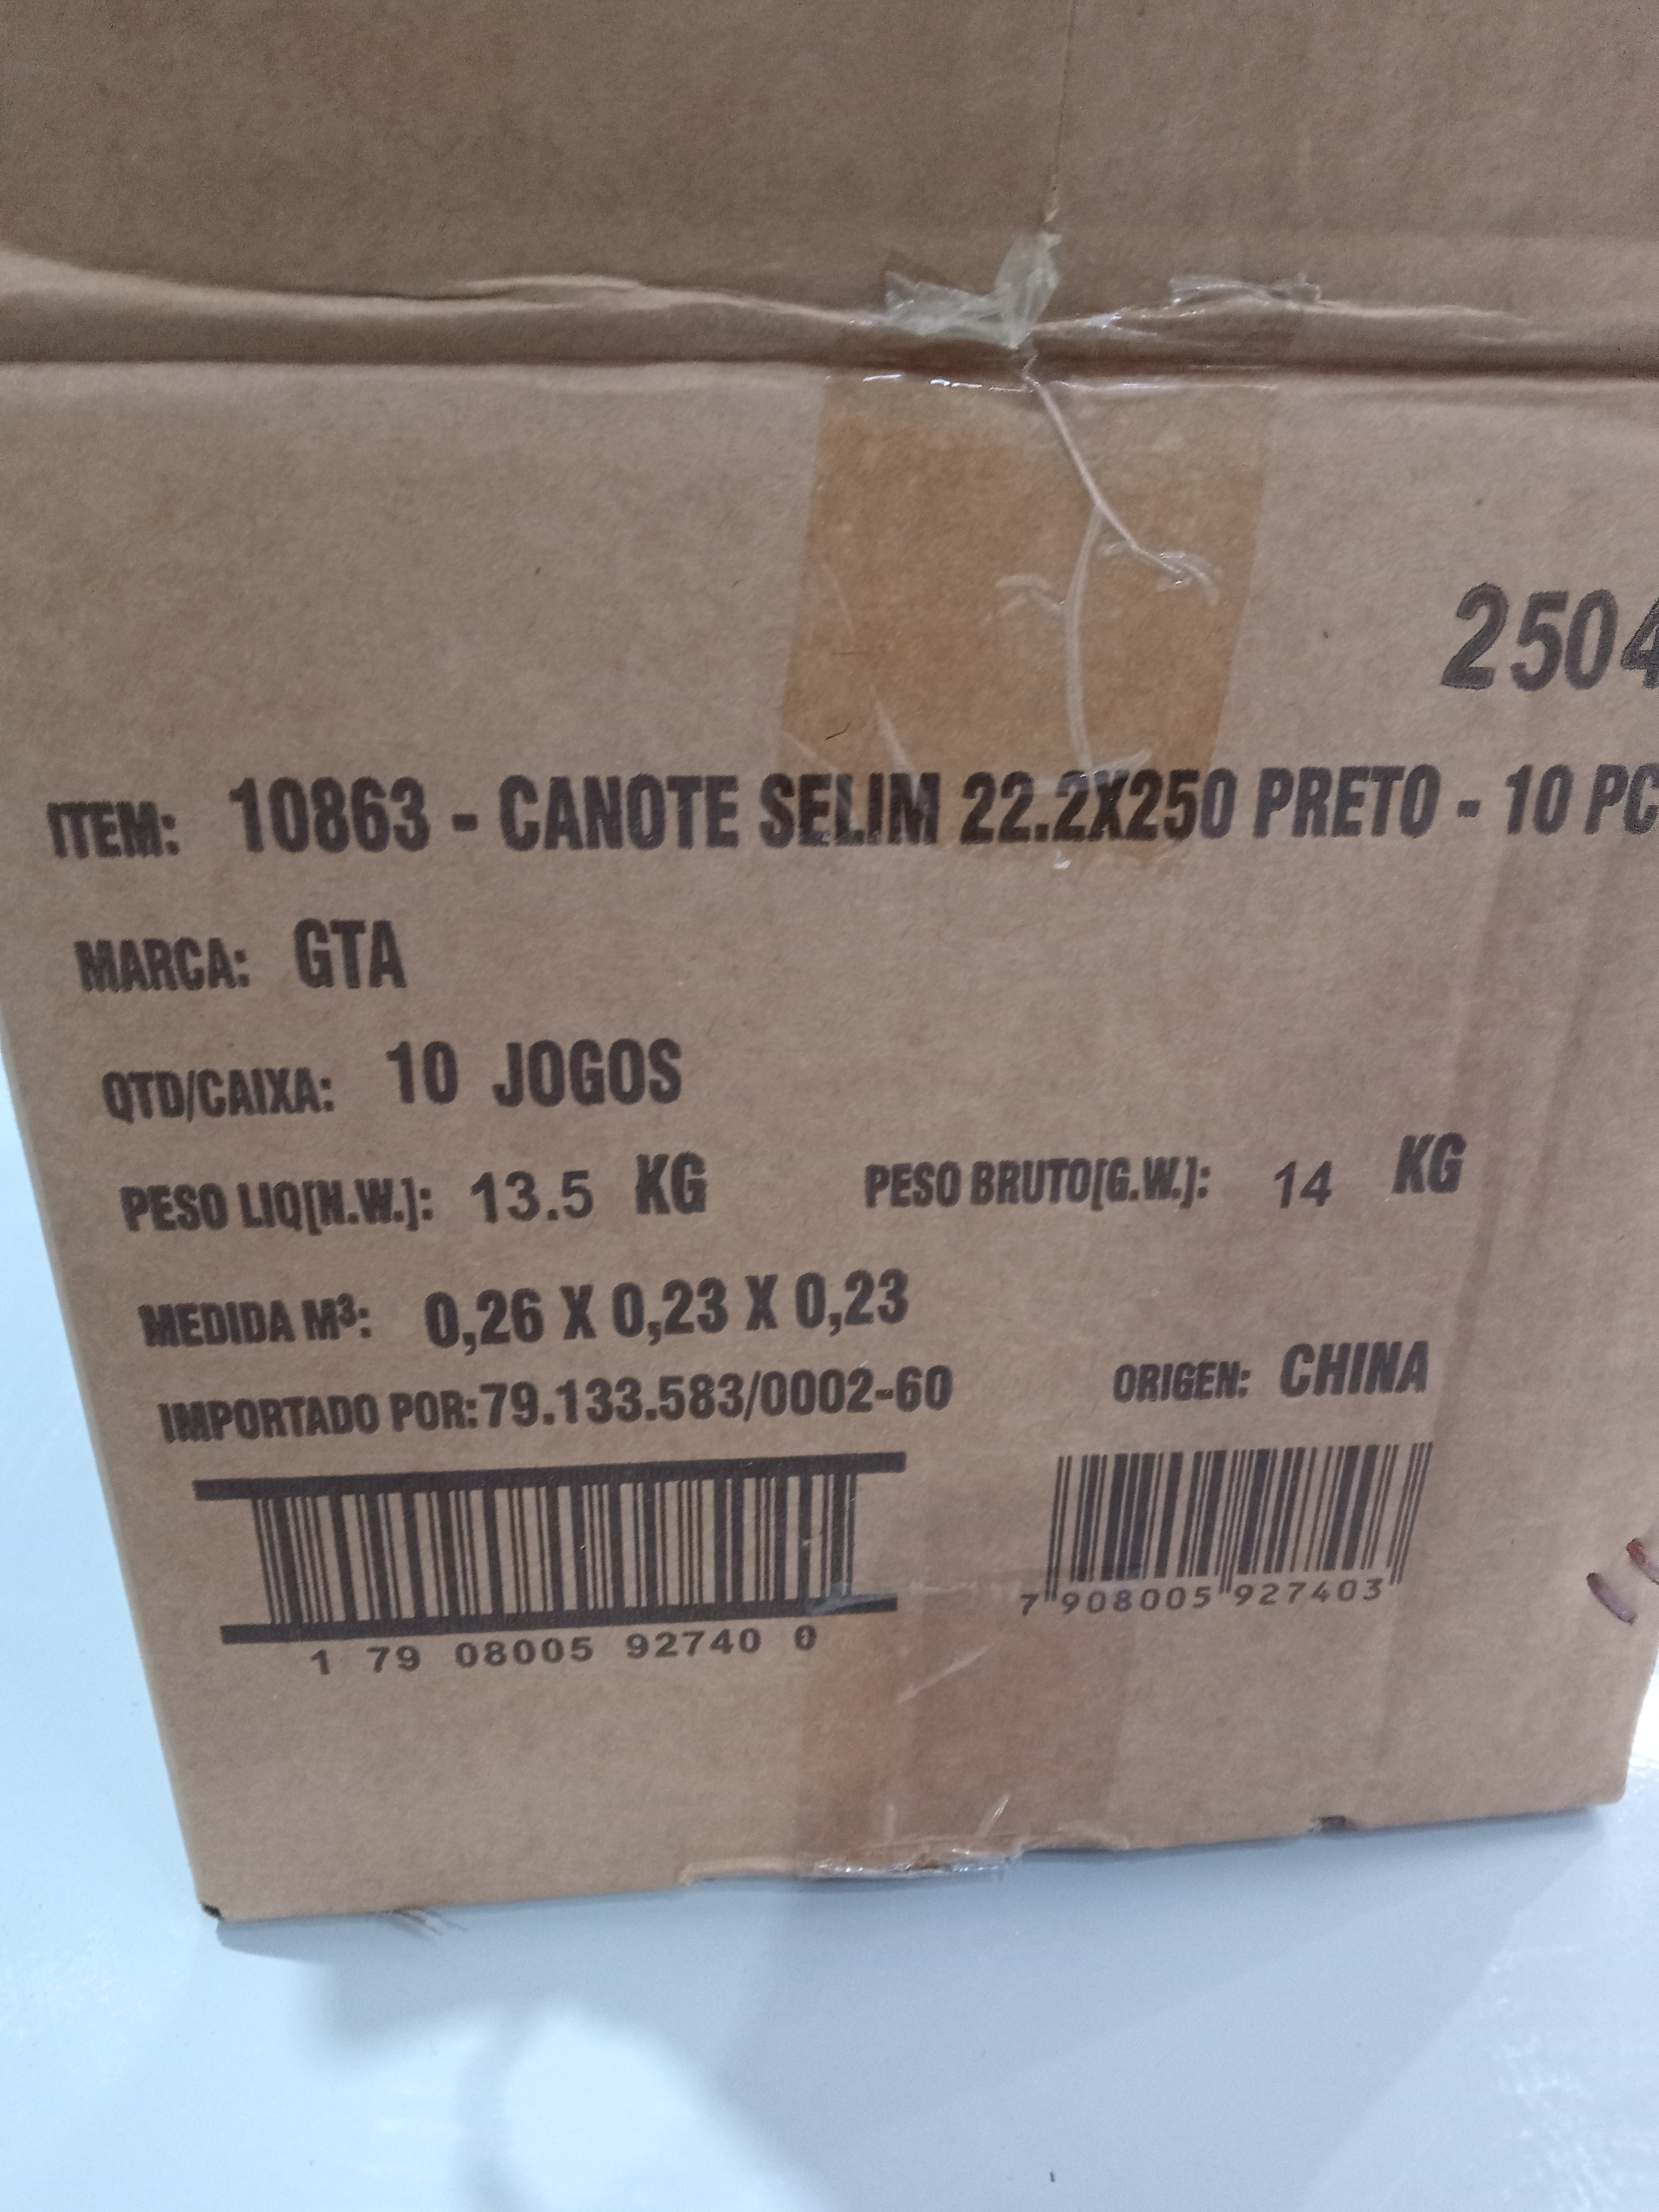 2504
ITEM: 10863 - CANOTE SELIM 22.2X250 PRETO - 10 PC
MARCA: GTA
QTD/CAIXA: 10 JOGOS
PESO LIQ[N.W.]: 13.5 KG PESO BRUTO[G.W.]: 14 KG
MEDIDA M³: 0,26 X 0,23 X 0,23
IMPORTADO POR:79.133.583/0002-60 ORIGEN: CHINA
1 79 08005 92740 0 7 908005 927403